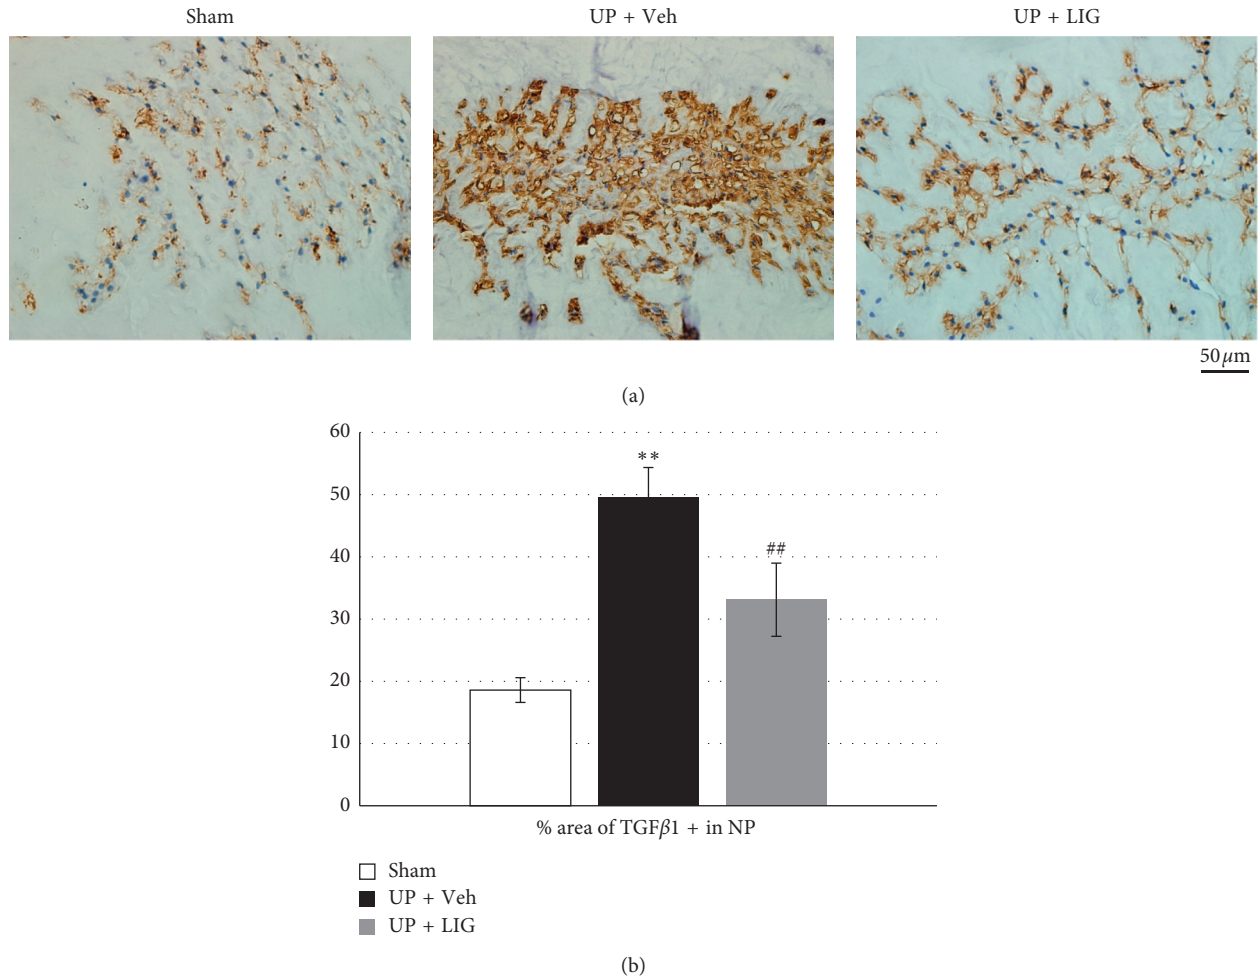 Sham
UP + Veh
UP + LIG
50 μm
(a)
60
50
40
30
20
10
0
**
##
% area of TGFβ1 + in NP
Sham
UP + Veh
UP + LIG
(b)